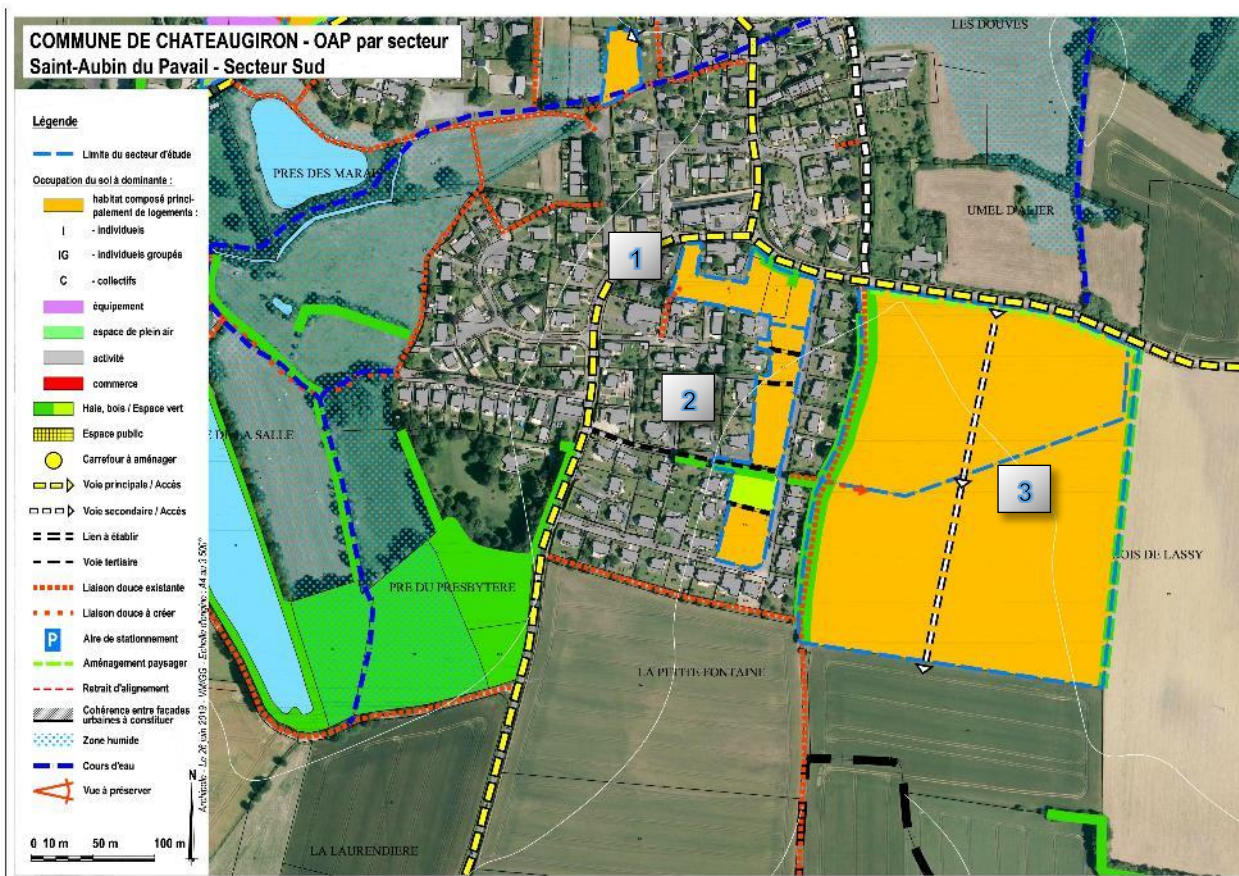 COMMUNE DE CHATEAUGIRON - OAP par secteur
Saint-Aubin du Pavail - Secteur Sud
Légende
Limite du secteur d'étude
Occupation du sol à dominante :
habitat composé princi-
palement de logements :
I - individuels
IG - individuels groupés
C - collectifs
équipement
espace de plein air
activité
commerce
Haie, bois / Espace vert
Espace public
Carrefour à aménager
Voie principale / Accès
Voie secondaire / Accès
Lien à établir
Voie tertiaire
Liaison douce existante
Liaison douce à créer
P Aire de stationnement
Aménagement paysager
Retrait d'alignement
Cohérence entre facades
urbaines à constituer
Zone humide
Cours d'eau
Vue à préserver
N
0 10 m 50 m 100 m
LES DOUVES
PRES DES MARAIS
UMEL D'ALIER
1
2
3
DE LA SALLE
BOIS DE LASSY
PRE DU PRESBYTERE
LA PETITE FONTAINE
LA LAURENDIERE